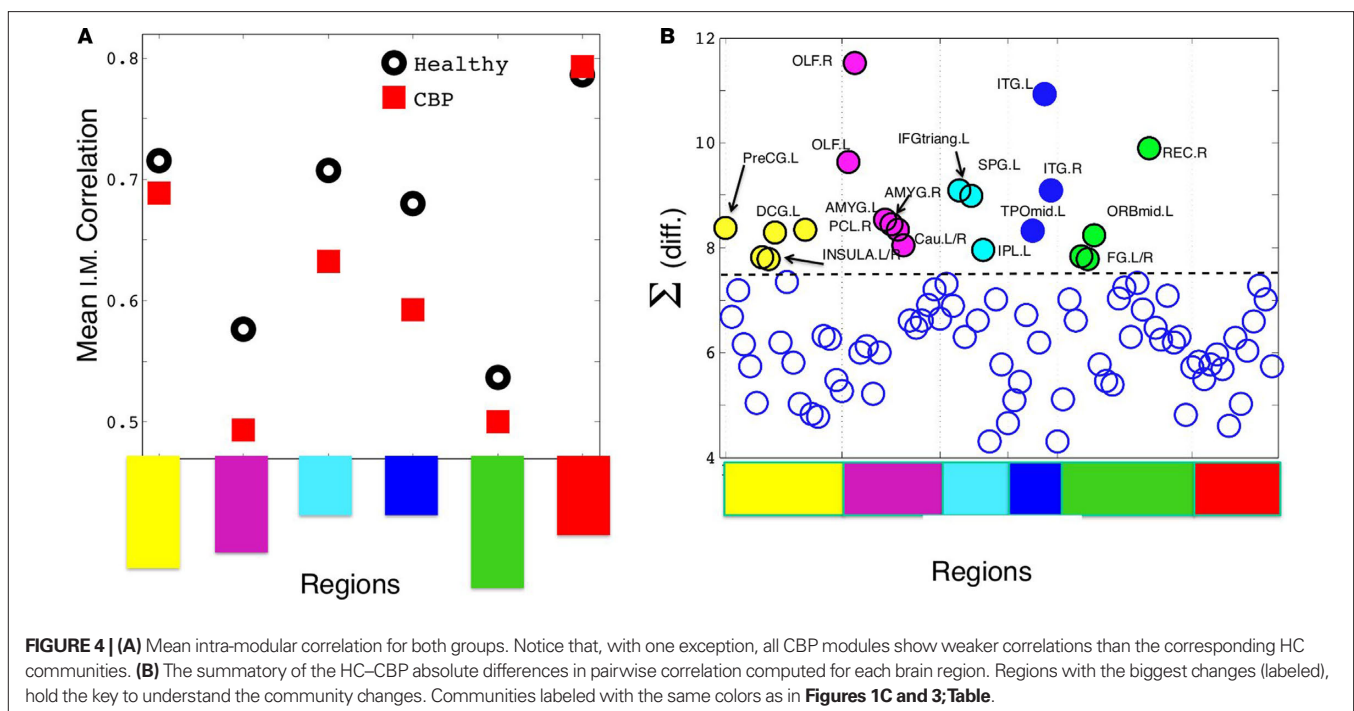 A
0.8
0.7
0.6
0.5
Mean I.M. Correlation
Healthy
CBP
Regions
B
12
10
8
6
4
Σ (diff.)
OLF.R
ITG.L
OLF.L
IFGtriang.L
REC.R
PreCG.L
SPG.L
ITG.R
AMYG.R
DCG.L
AMYG.L
TPOmid.L
ORBmid.L
PCL.R
Cau.L/R
INSULA.L/R
IPL.L
FG.L/R
Regions
FIGURE 4 | (A) Mean intra-modular correlation for both groups. Notice that, with one exception, all CBP modules show weaker correlations than the corresponding HC
communities. (B) The summatory of the HC–CBP absolute differences in pairwise correlation computed for each brain region. Regions with the biggest changes (labeled),
hold the key to understand the community changes. Communities labeled with the same colors as in Figures 1C and 3; Table.